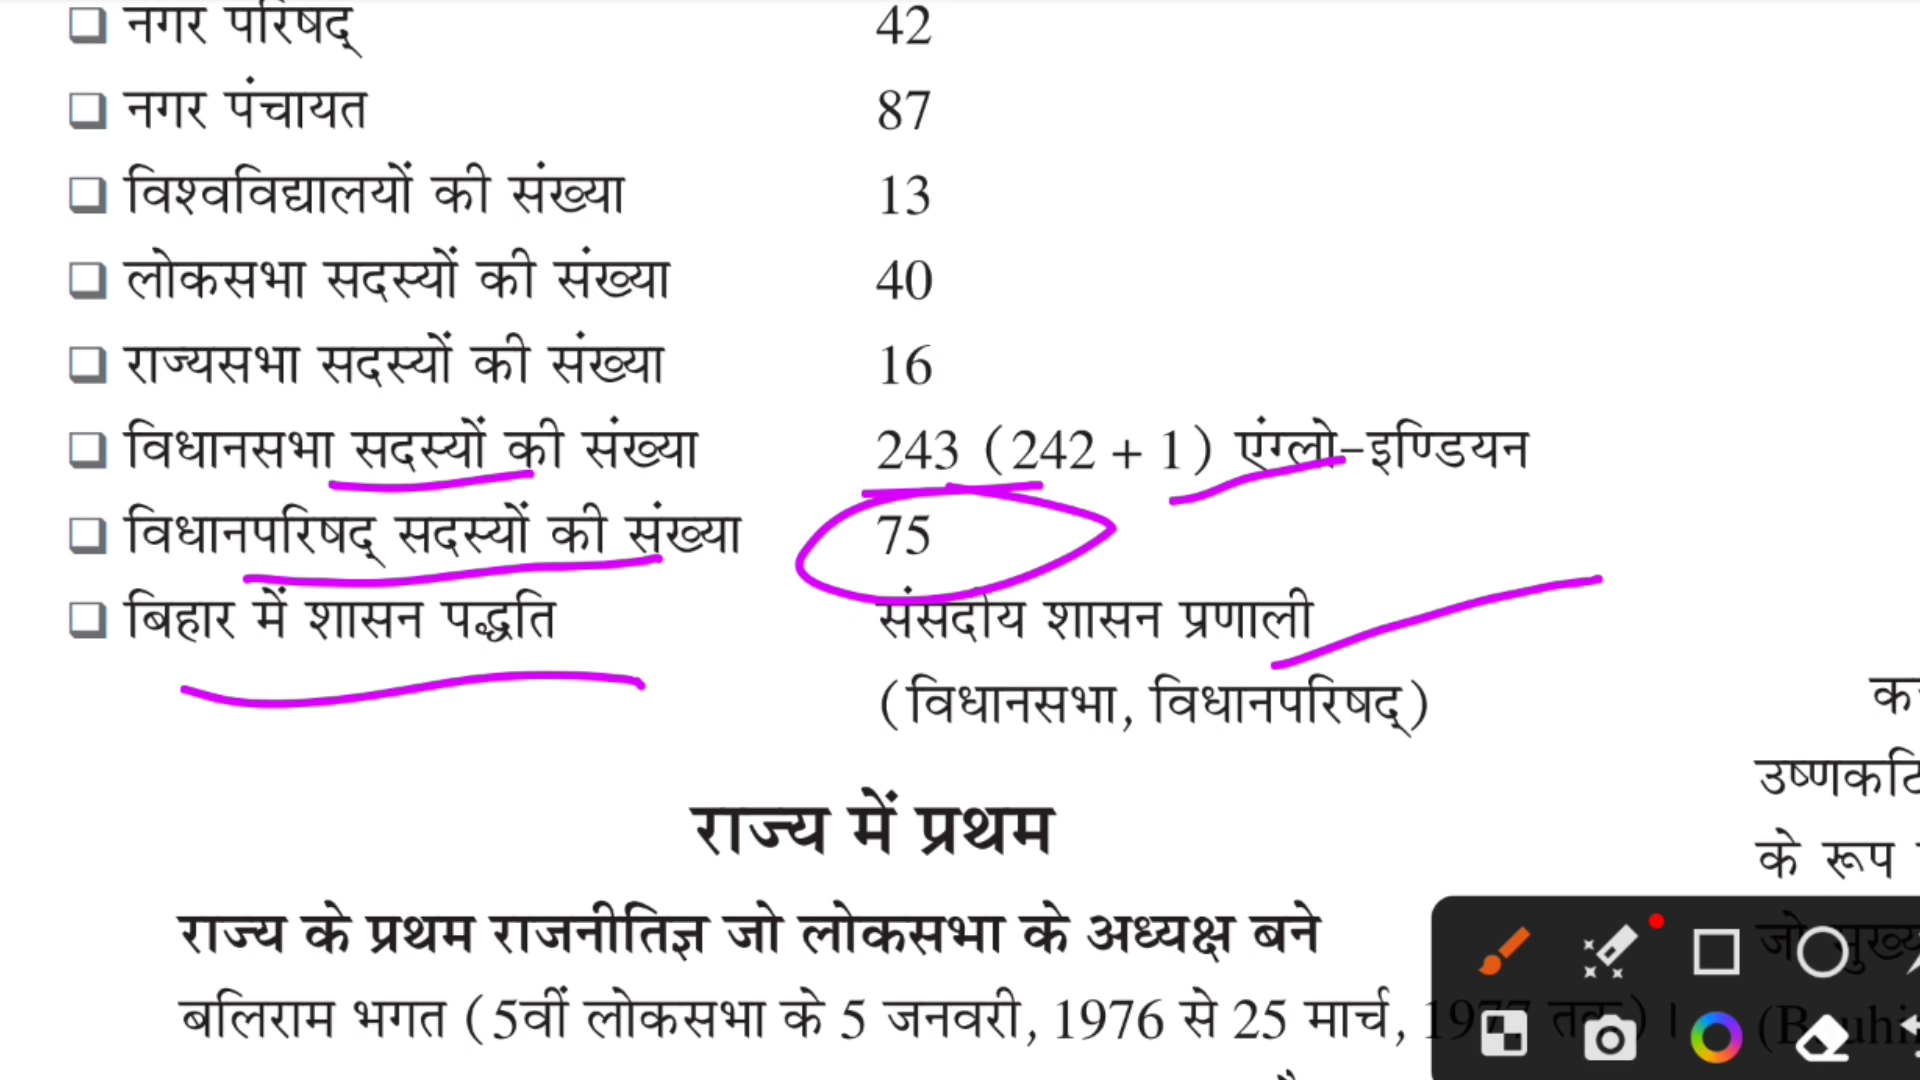 नगर परिषद् 42
नगर पंचायत 87
विश्वविद्यालयों की संख्या 13
लोकसभा सदस्यों की संख्या 40
राज्यसभा सदस्यों की संख्या 16
विधानसभा सदस्यों की संख्या 243 (242 + 1) एंग्लो-इण्डियन
विधानपरिषद् सदस्यों की संख्या 75
बिहार में शासन पद्धति संसदीय शासन प्रणाली
(विधानसभा, विधानपरिषद्)
राज्य में प्रथम
राज्य के प्रथम राजनीतिज्ञ जो लोकसभा के अध्यक्ष बने
बलिराम भगत (5वीं लोकसभा के 5 जनवरी, 1976 से 25 मार्च, 1977 तक)।
के रूप